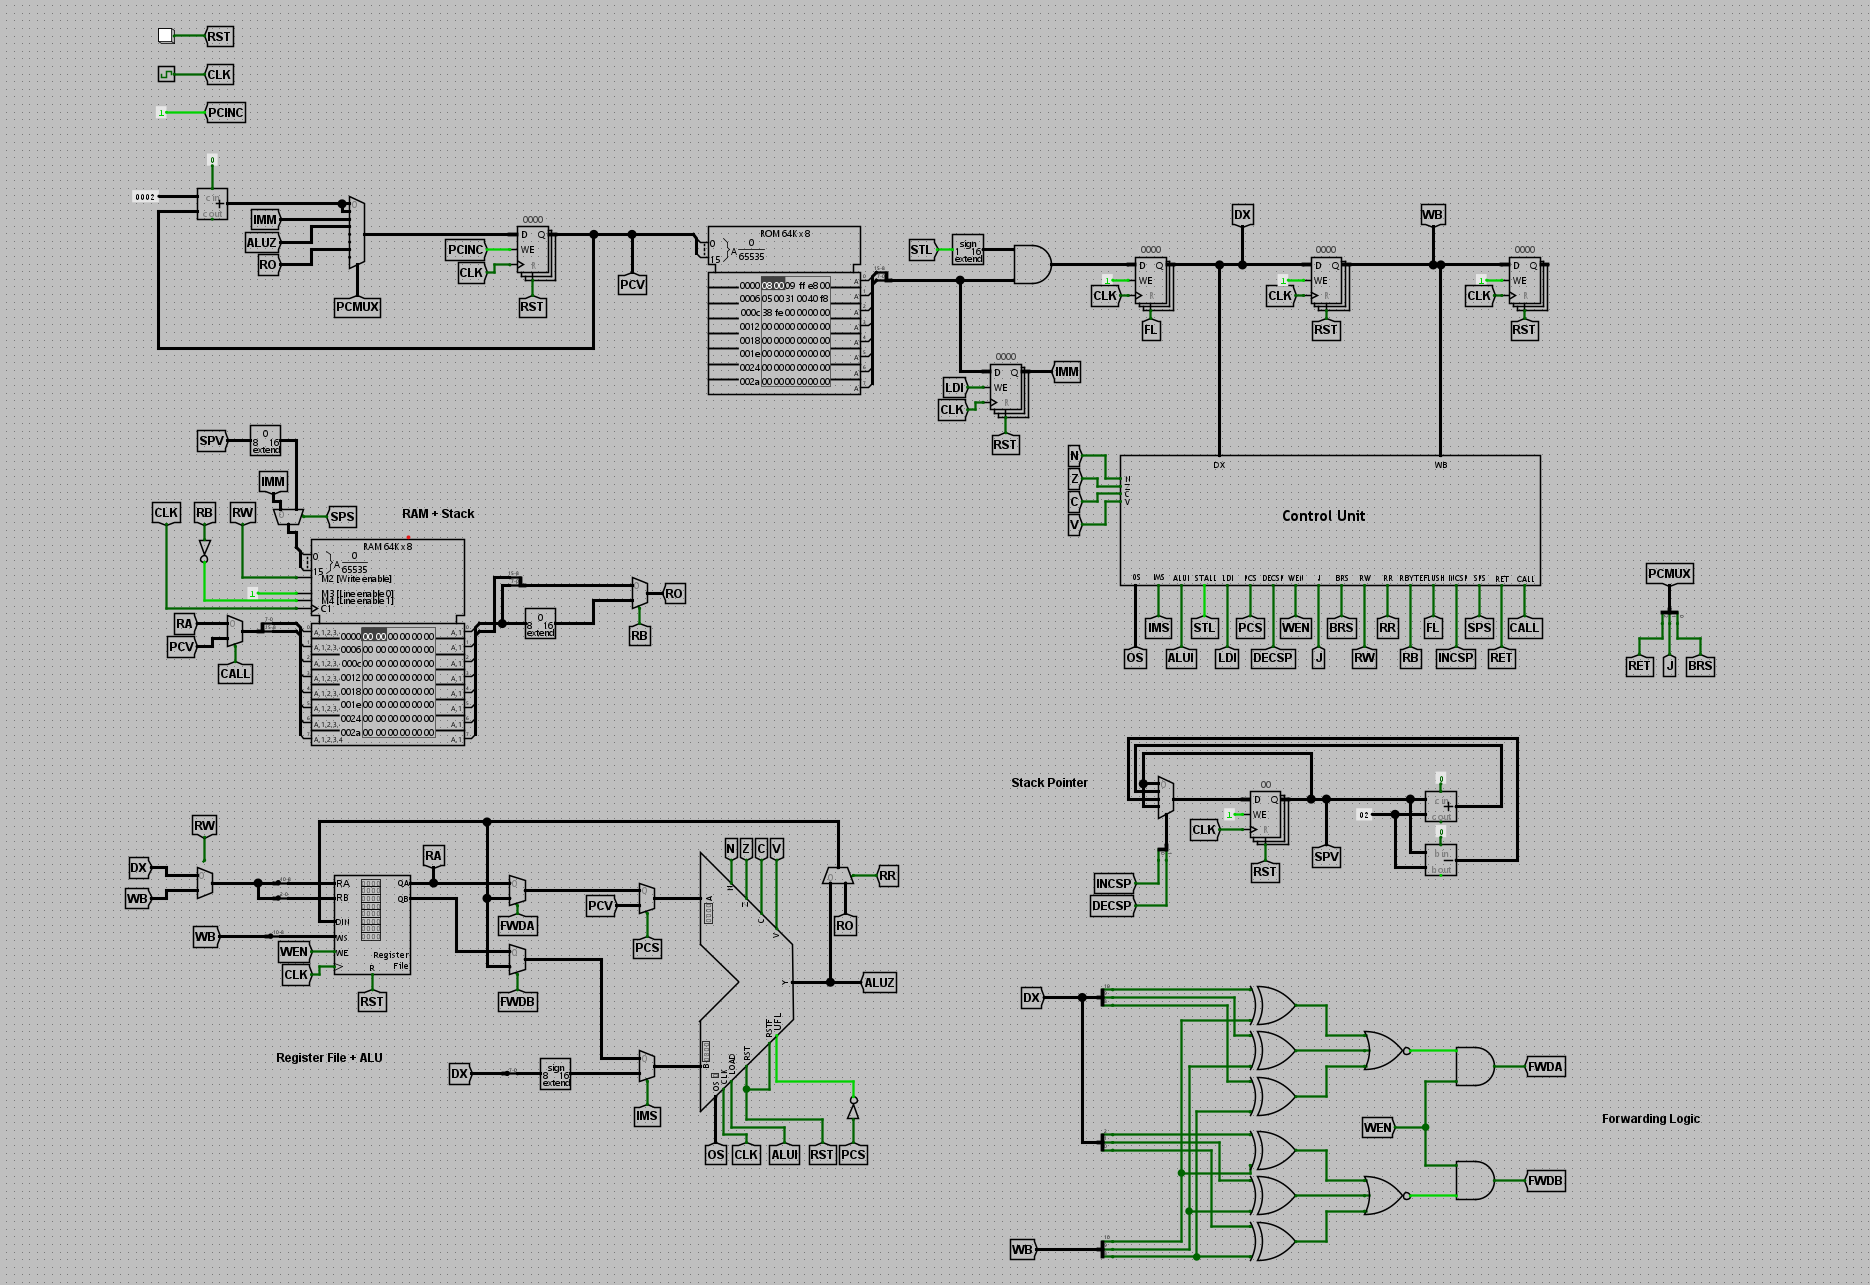 RST
CLK
1 PCINC
0
0002
c in
+
c out
IMM
ALUZ
RO
PCMUX
0000
D Q
PCINC WE
CLK R
RST
PCV
ROM 64K x 8
0
15
A 0
65535
0000 08 00 09 ff e8 00
0006 05 00 31 00 40 f8
000c 38 fe 00 00 00 00
0012 00 00 00 00 00 00
0018 00 00 00 00 00 00
001e 00 00 00 00 00 00
0024 00 00 00 00 00 00
002a 00 00 00 00 00 00
STL
sign
1 16
extend
0000
D Q
1 WE
CLK R
FL
DX
0000
D Q
1 WE
CLK R
RST
WB
0000
D Q
1 WE
CLK R
RST
0000
D Q IMM
LDI WE
CLK R
RST
N
Z
C
V
DX WB
N
Z
C
V
Control Unit
OS IMS ALUI STALL LDI PCS DECSP WEN J BRS RW RR RBYTE FLUSH INCSP SPS RET CALL
IMS STL PCS WEN BRS RR FL SPS CALL
OS ALUI LDI DECSP J RW RB INCSP RET
PCMUX
RET J BRS
SPV
0
8 16
extend
IMM
CLK RB RW
SPS
RAM + Stack
RAM 64K x 8
0
15
A 0
65535
M2 [Write enable]
1 M3 [Line enable 0]
M4 [Line enable 1]
C1
RA
PCV
CALL
0000 00 00 00 00 00 00
0006 00 00 00 00 00 00
000c 00 00 00 00 00 00
0012 00 00 00 00 00 00
0018 00 00 00 00 00 00
001e 00 00 00 00 00 00
0024 00 00 00 00 00 00
002a 00 00 00 00 00 00
0
8 16
extend
RO
RB
Stack Pointer
00
D Q
1 WE
CLK R
RST
SPV
INCSP
DECSP
02
0
c in
+
c out
0
b in
−
b out
RW
DX
WB
WB
WEN
CLK
RST
RA QA
RB QB
DIN
WS
WE
R
Register
File
RA
FWDA
FWDB
PCV
PCS
N Z C V
N
Z
C
V
A
B
Y
OS
CLK
LOAD
RST
RSTF
UFL
RR
RO
ALUZ
Register File + ALU
DX
sign
8 16
extend
IMS
OS CLK ALUI RST PCS
DX
WB
WEN
FWDA
FWDB
Forwarding Logic